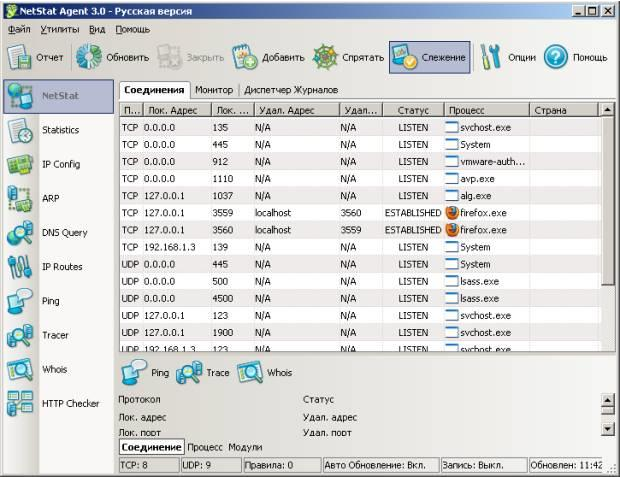 NetStat Agent 3.0 - Русская версия
Файл Утилиты Вид Помощь
Отчет Обновить Закрыть Добавить Спрятать Слежение Опции Помощь
NetStat
Statistics
IP Config
ARP
DNS Query
IP Routes
Ping
Tracer
Whois
HTTP Checker
Соединения Монитор Диспетчер Журналов
П... Лок. Адрес Лок. ... Удал. Адрес Удал... Статус Процесс Страна
TCP 0.0.0.0 135 N/A N/A LISTEN svchost.exe
TCP 0.0.0.0 445 N/A N/A LISTEN System
TCP 0.0.0.0 912 N/A N/A LISTEN vmware-auth...
TCP 0.0.0.0 1110 N/A N/A LISTEN avp.exe
TCP 127.0.0.1 1037 N/A N/A LISTEN alg.exe
TCP 127.0.0.1 3559 localhost 3560 ESTABLISHED firefox.exe
TCP 127.0.0.1 3560 localhost 3559 ESTABLISHED firefox.exe
TCP 192.168.1.3 139 N/A N/A LISTEN System
UDP 0.0.0.0 445 N/A N/A LISTEN System
UDP 0.0.0.0 500 N/A N/A LISTEN lsass.exe
UDP 0.0.0.0 4500 N/A N/A LISTEN lsass.exe
UDP 127.0.0.1 123 N/A N/A LISTEN svchost.exe
UDP 127.0.0.1 1900 N/A N/A LISTEN svchost.exe
UDP 192.168.1.3 123 N/A N/A LISTEN svchost.exe
Ping Trace Whois
Протокол Статус
Лок. адрес Удал. адрес
Лок. порт Удал. порт
Соединение Процесс Модули
TCP: 8 UDP: 9 Правила: 0 Авто Обновление: Вкл. Запись: Выкл. Обновлен: 11:42